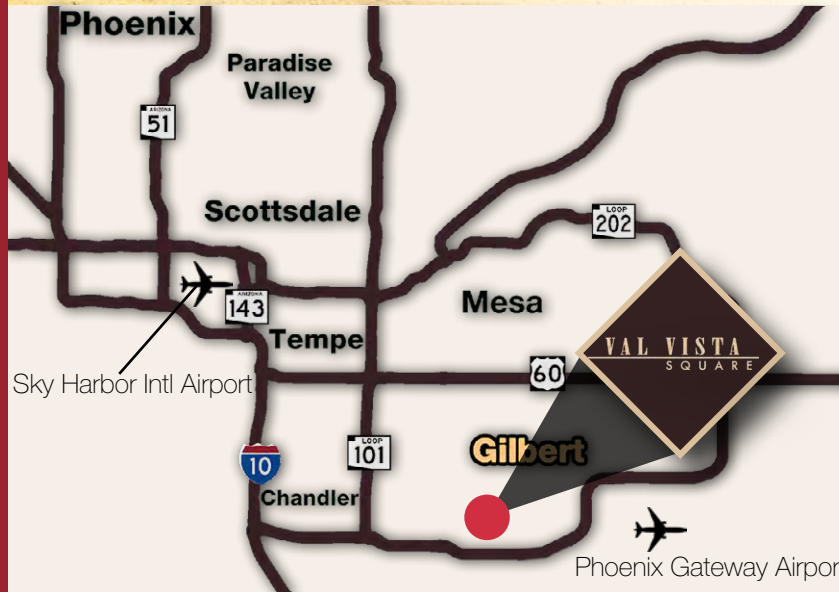 Phoenix
Paradise
Valley
ARIZONA
51
Scottsdale
LOOP
202
ARIZONA
143
Mesa
Tempe
VAL VISTA
SQUARE
60
Sky Harbor Intl Airport
LOOP
101
Gilbert
10
Chandler
Phoenix Gateway Airpor